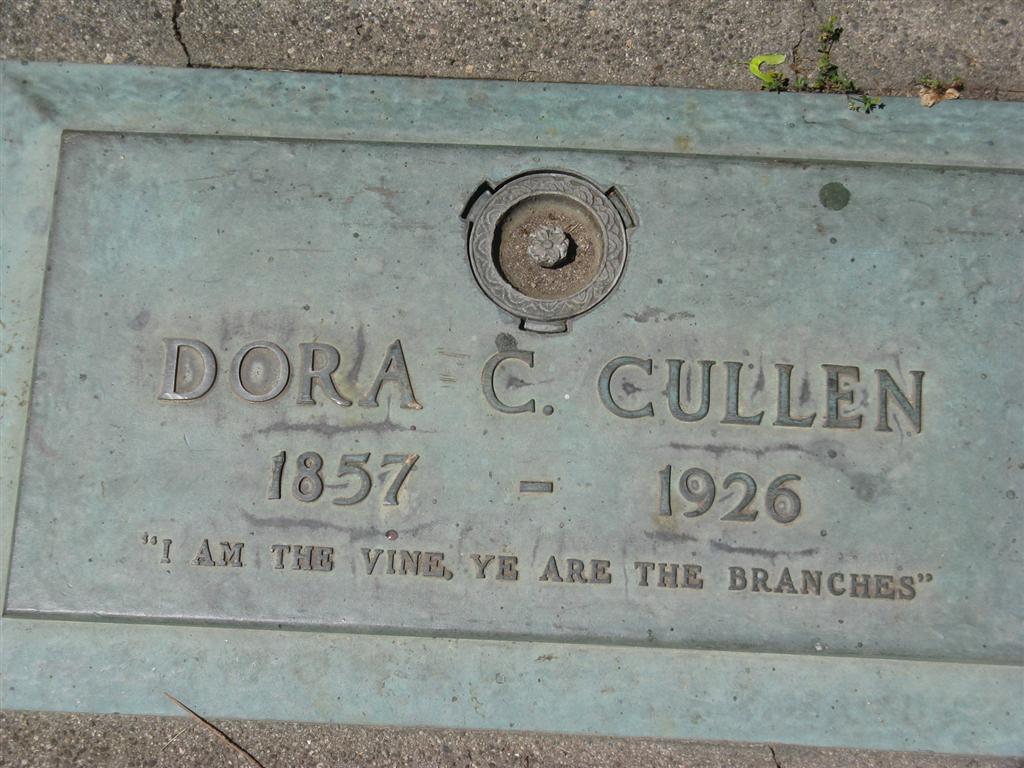 DORA C. CULLEN
1857 – 1926
“I AM THE VINE, YE ARE THE BRANCHES”